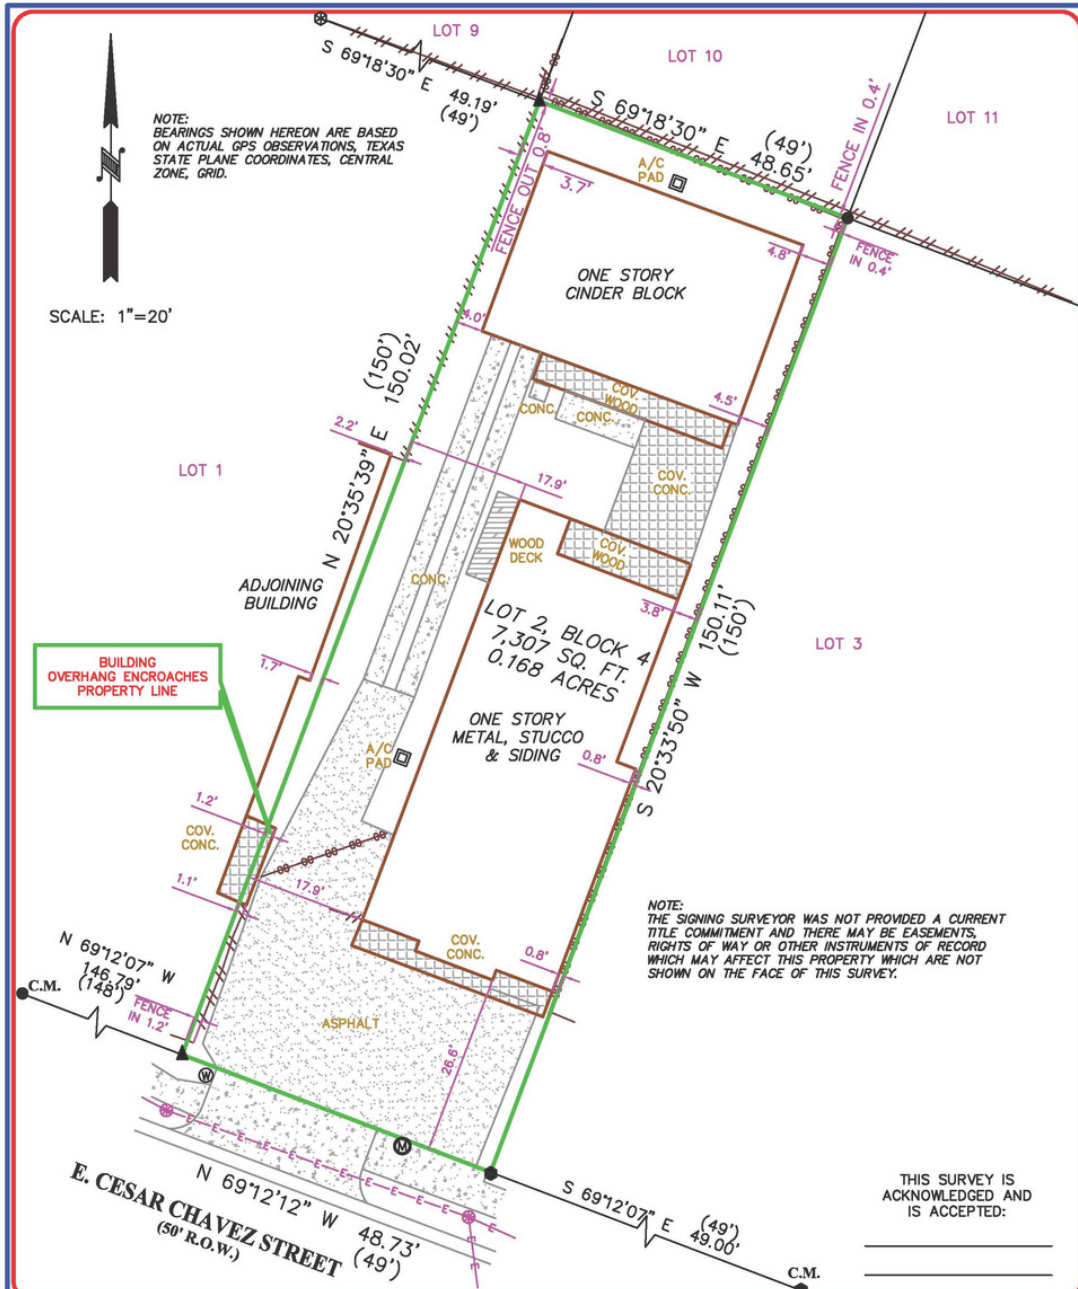 LOT 9
LOT 10
LOT 11
S 69°18'30" E 49.19'
(49')
S 69°18'30" E 48.65'
(49')
FENCE IN 0.4'
NOTE:
BEARINGS SHOWN HEREON ARE BASED
ON ACTUAL GPS OBSERVATIONS, TEXAS
STATE PLANE COORDINATES, CENTRAL
ZONE, GRID.
SCALE: 1"=20'
FENCE OUT 0.8'
3.7'
A/C
PAD
4.8'
FENCE
IN 0.4'
ONE STORY
CINDER BLOCK
4.0'
(150')
N 20°35'39" E 150.02'
COV.
WOOD
4.5'
CONC.
CONC.
2.2'
LOT 1
17.9'
COV.
CONC.
WOOD
DECK
COV.
WOOD
CONC.
ADJOINING
BUILDING
3.8'
LOT 2, BLOCK 4
7,307 SQ. FT.
0.168 ACRES
S 20°33'50" W 150.11'
(150')
LOT 3
BUILDING
OVERHANG ENCROACHES
PROPERTY LINE
1.7'
ONE STORY
METAL, STUCCO
& SIDING
A/C
PAD
0.8'
1.2'
COV.
CONC.
1.1'
17.9'
NOTE:
THE SIGNING SURVEYOR WAS NOT PROVIDED A CURRENT
TITLE COMMITMENT AND THERE MAY BE EASEMENTS,
RIGHTS OF WAY OR OTHER INSTRUMENTS OF RECORD
WHICH MAY AFFECT THIS PROPERTY WHICH ARE NOT
SHOWN ON THE FACE OF THIS SURVEY.
COV.
CONC.
0.8'
N 69°12'07" W
146.79'
(148')
C.M.
FENCE
IN 1.2'
ASPHALT
26.6'
W
M
E E E E E E E E E E
E
E
N 69°12'12" W 48.73'
(49')
E. CESAR CHAVEZ STREET
(50' R.O.W.)
S 69°12'07" E 49.00'
(49')
C.M.
THIS SURVEY IS
ACKNOWLEDGED AND
IS ACCEPTED: